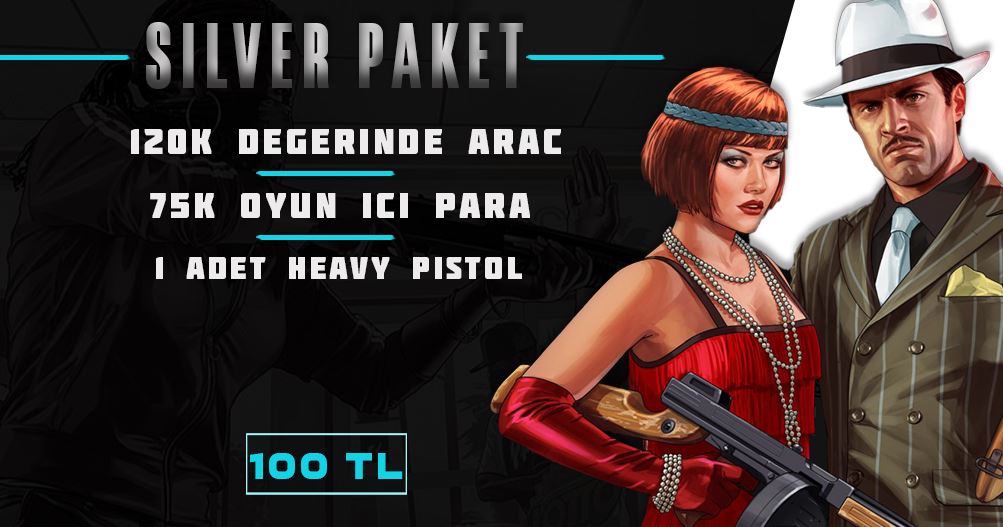 SILVER PAKET
120K DEGERINDE ARAC
75K OYUN ICI PARA
1 ADET HEAVY PISTOL
100 TL